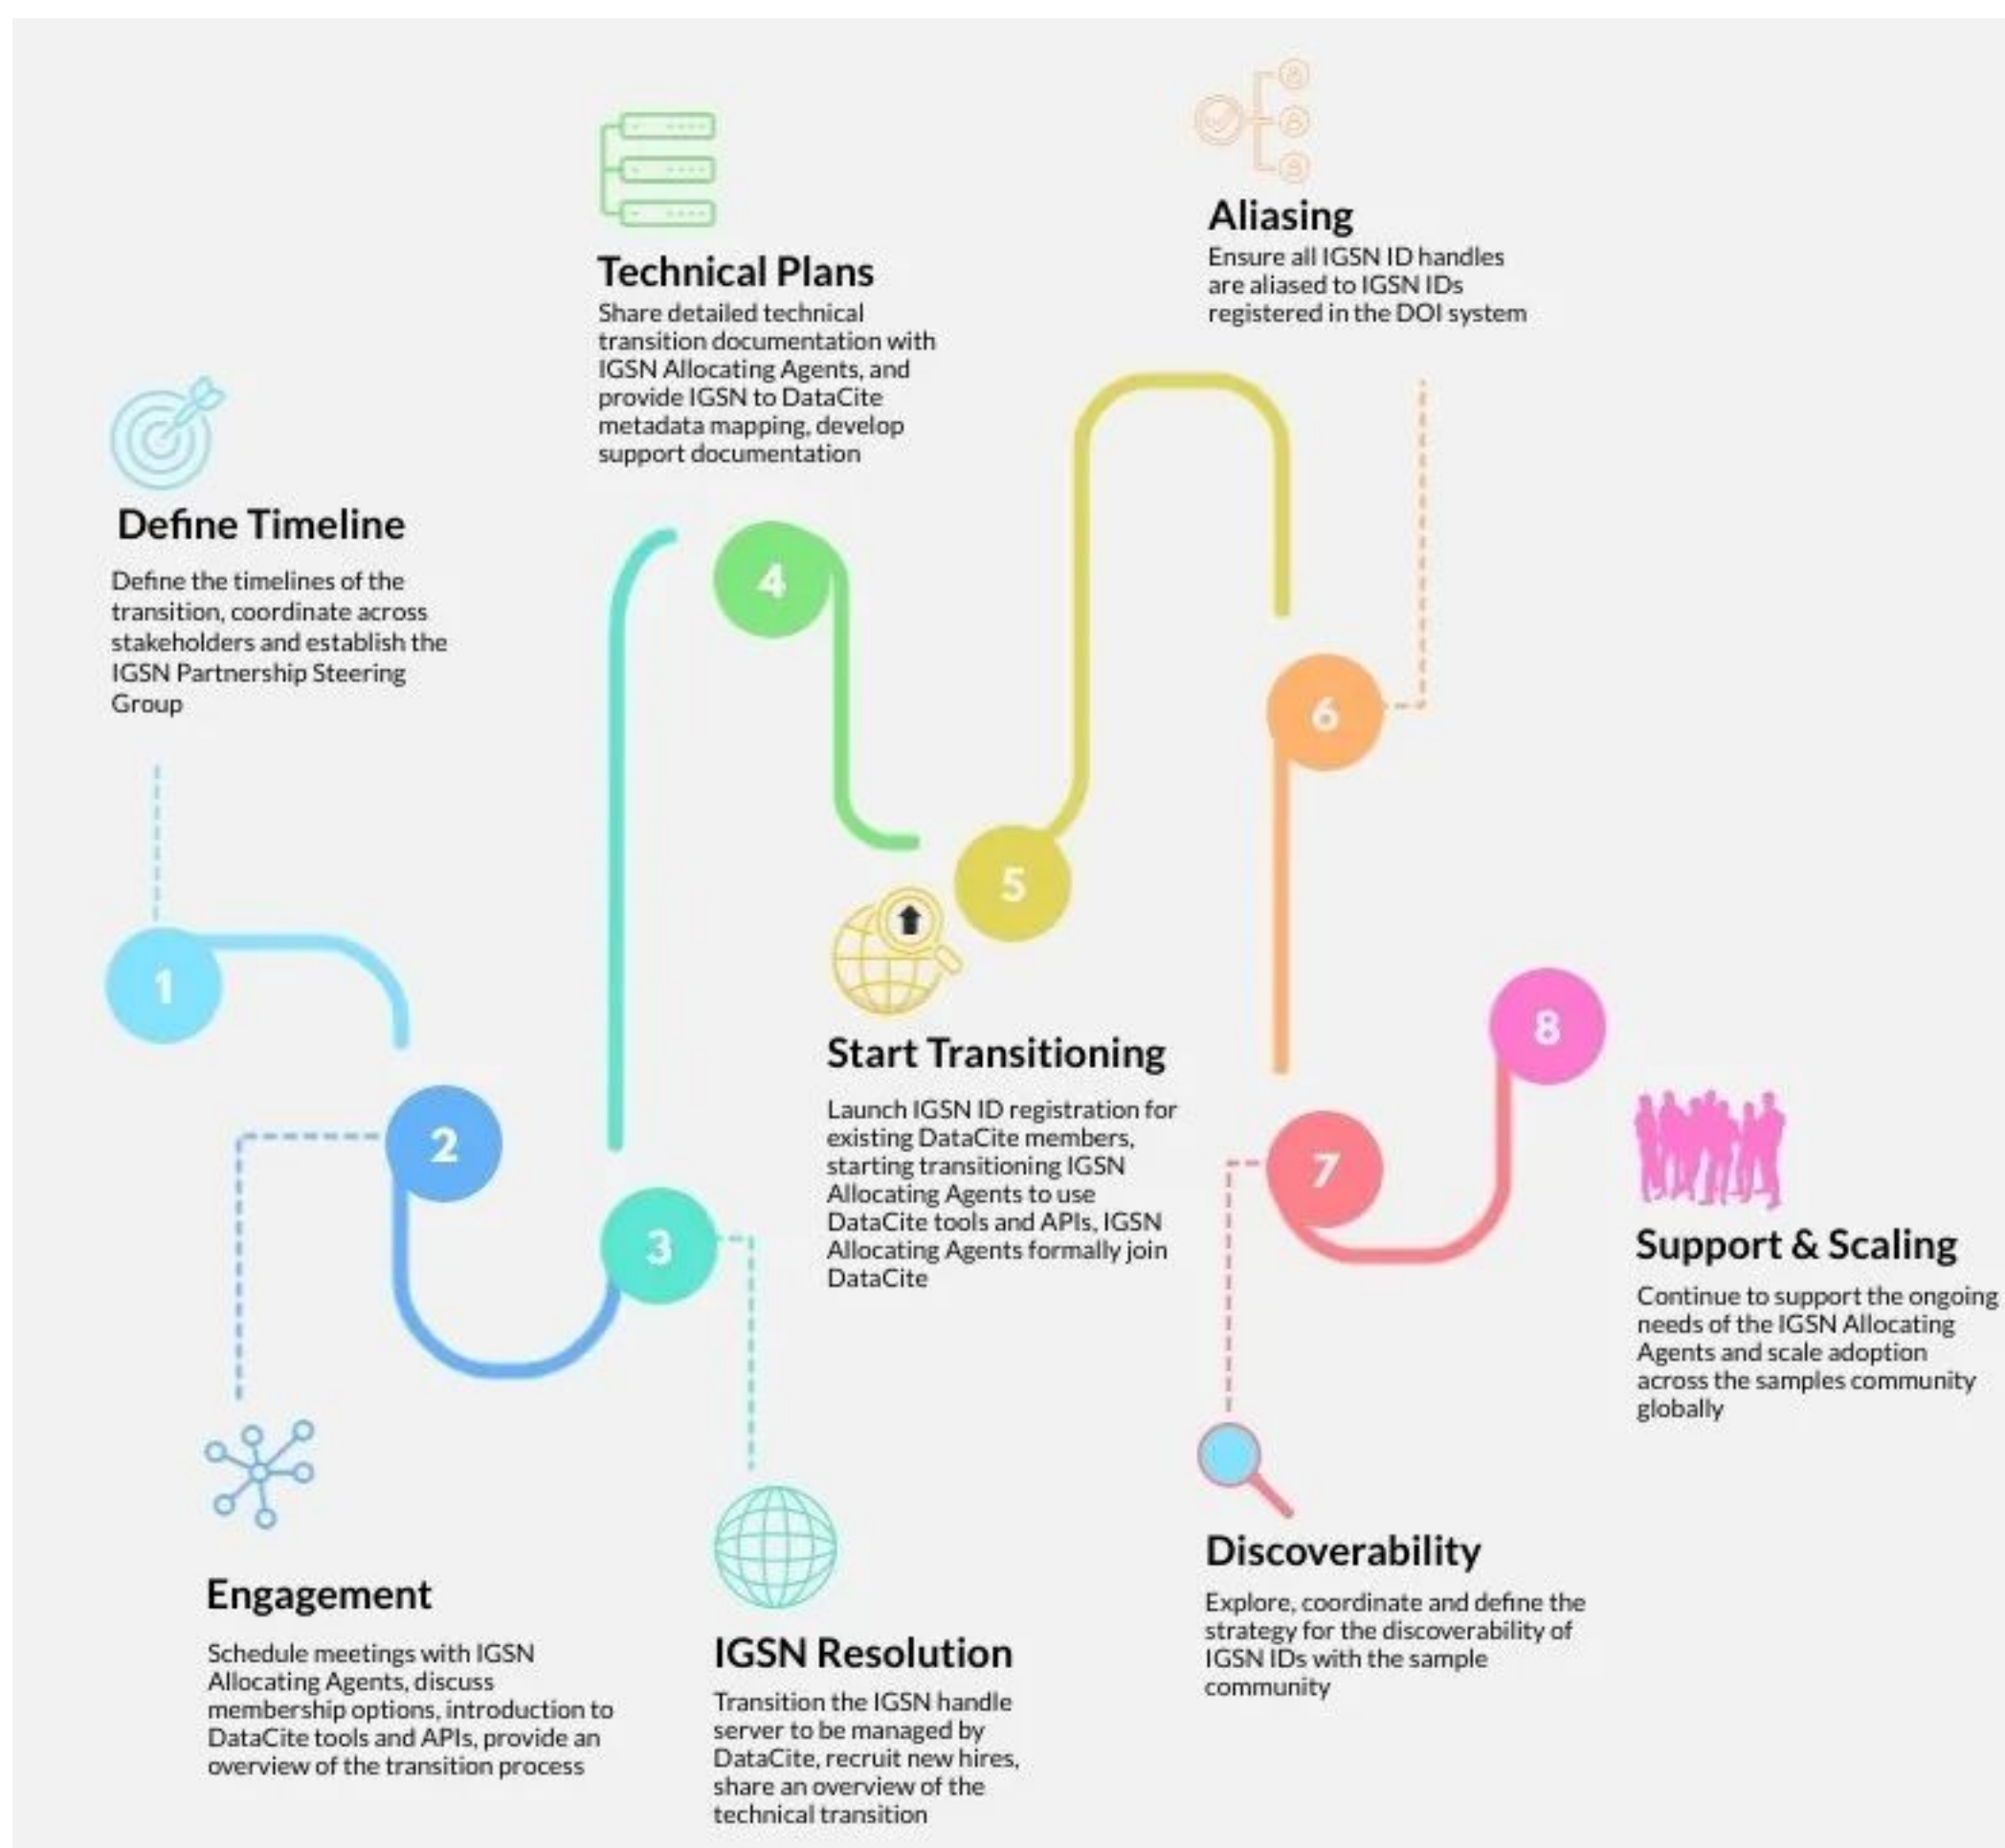 1
Define Timeline
Define the timelines of the
transition, coordinate across
stakeholders and establish the
IGSN Partnership Steering
Group
2
Engagement
Schedule meetings with IGSN
Allocating Agents, discuss
membership options, introduction to
DataCite tools and APIs, provide an
overview of the transition process
3
IGSN Resolution
Transition the IGSN handle
server to be managed by
DataCite, recruit new hires,
share an overview of the
technical transition
4
Technical Plans
Share detailed technical
transition documentation with
IGSN Allocating Agents, and
provide IGSN to DataCite
metadata mapping, develop
support documentation
5
Start Transitioning
Launch IGSN ID registration for
existing DataCite members,
starting transitioning IGSN
Allocating Agents to use
DataCite tools and APIs, IGSN
Allocating Agents formally join
DataCite
6
Aliasing
Ensure all IGSN ID handles
are aliased to IGSN IDs
registered in the DOI system
7
Discoverability
Explore, coordinate and define the
strategy for the discoverability of
IGSN IDs with the sample
community
8
Support & Scaling
Continue to support the ongoing
needs of the IGSN Allocating
Agents and scale adoption
across the samples community
globally